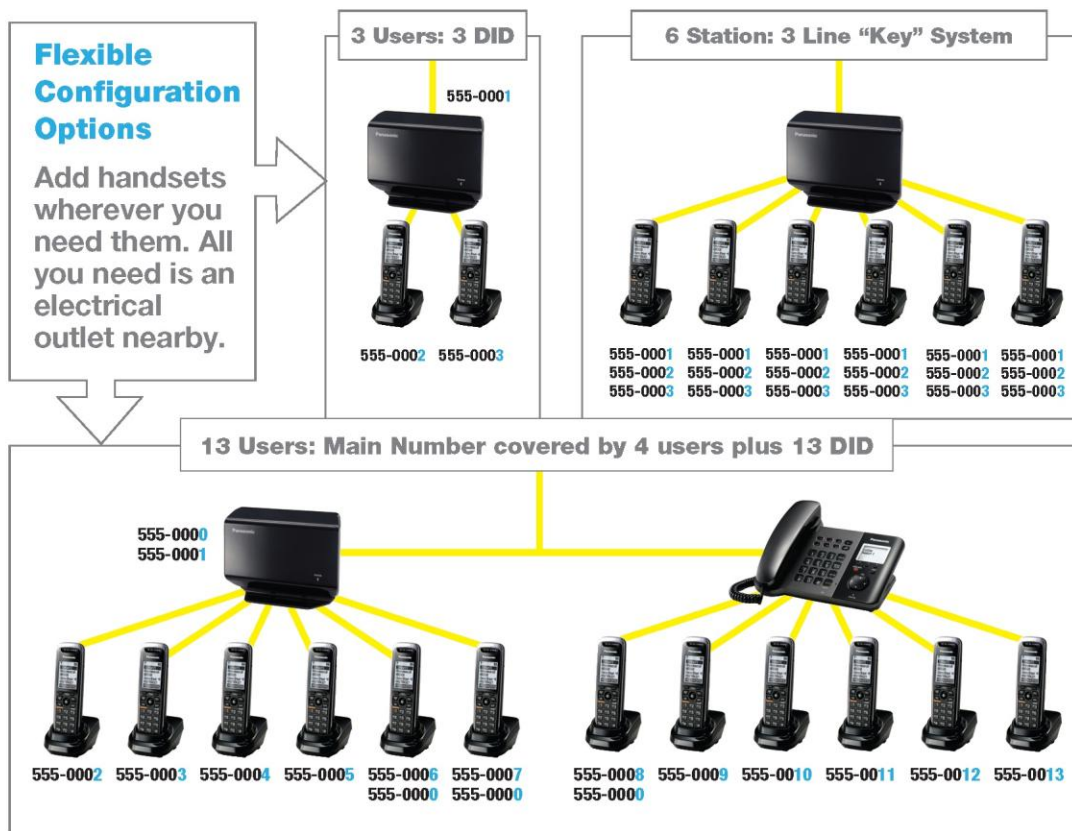 Flexible
Configuration
Options
Add handsets
wherever you
need them. All
you need is an
electrical
outlet nearby.
3 Users: 3 DID
555-0001
Panasonic
555-0002 555-0003
6 Station: 3 Line “Key” System
Panasonic
555-0001 555-0001 555-0001 555-0001 555-0001 555-0001
555-0002 555-0002 555-0002 555-0002 555-0002 555-0002
555-0003 555-0003 555-0003 555-0003 555-0003 555-0003
13 Users: Main Number covered by 4 users plus 13 DID
555-0000
555-0001
Panasonic
555-0002 555-0003 555-0004 555-0005 555-0006 555-0007
555-0000 555-0000
555-0008 555-0009 555-0010 555-0011 555-0012 555-0013
555-0000